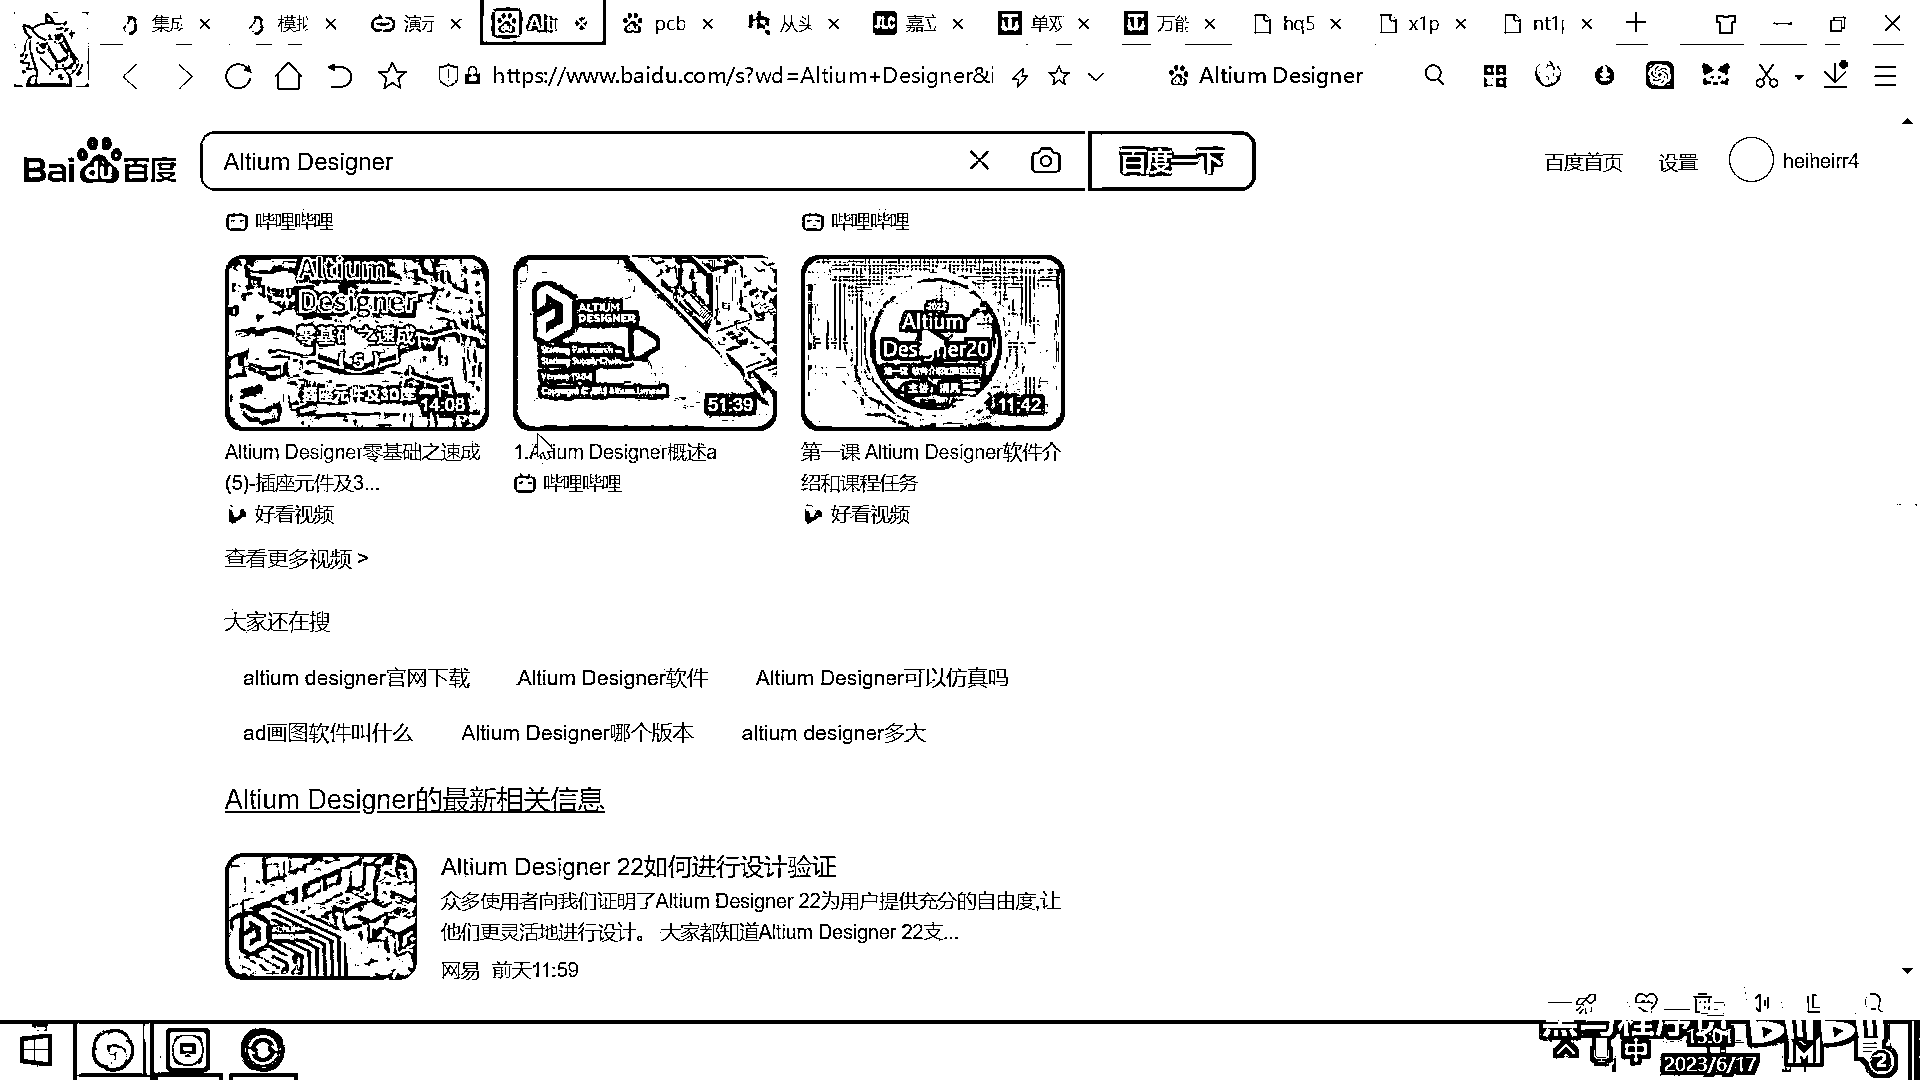 集成
模拟
演示
Alt
pcb
从头
嘉立
单双
万能
hq5
x1p
nt1p
https://www.baidu.com/s?wd=Altium+Designer&i
Altium Designer
Bai du 百度
Altium Designer
百度一下
百度首页
设置
heiheirr4
哔哩哔哩
哔哩哔哩
Altium
Designer
零基础之速成
(5)
插座元件及3D库
14:08
ALTIUM
DESIGNER
51:39
Altium
Designer20
11:42
Altium Designer零基础之速成
(5)-插座元件及3...
好看视频
1.Altium Designer概述a
哔哩哔哩
第一课 Altium Designer软件介
绍和课程任务
好看视频
查看更多视频 >
大家还在搜
altium designer官网下载
Altium Designer软件
Altium Designer可以仿真吗
ad画图软件叫什么
Altium Designer哪个版本
altium designer多大
Altium Designer的最新相关信息
Altium Designer 22如何进行设计验证
众多使用者向我们证明了Altium Designer 22为用户提供充分的自由度,让
他们更灵活地进行设计。 大家都知道Altium Designer 22支...
网易 前天11:59
中
15:01
2023/6/17
2